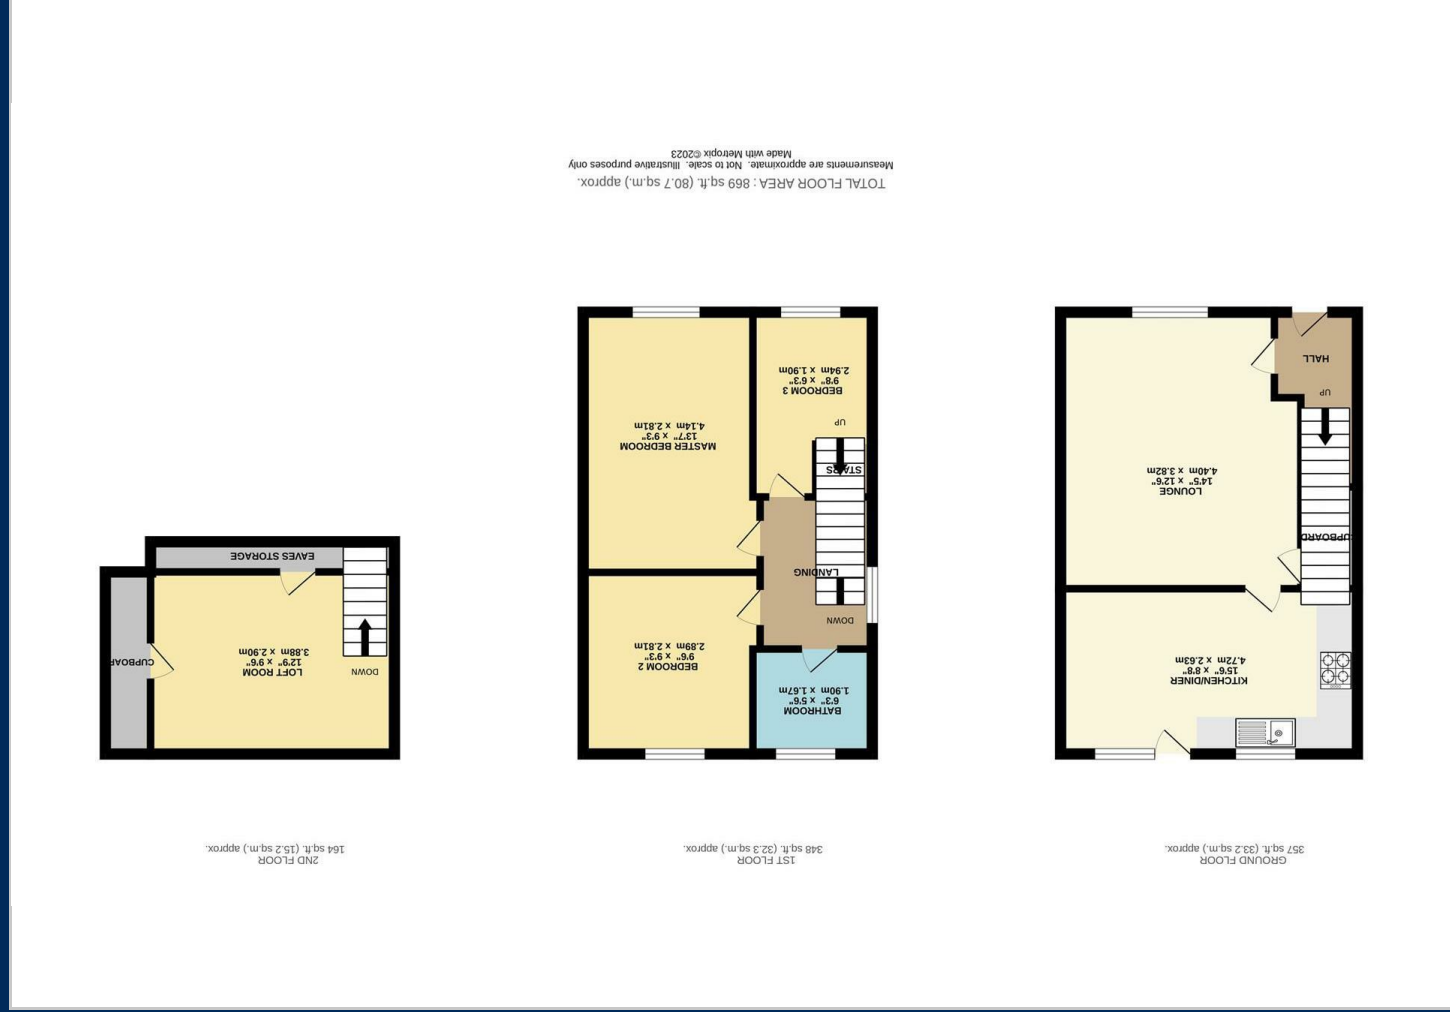 GROUND FLOOR
357 sq.ft. (33.2 sq.m.) approx.
1ST FLOOR
348 sq.ft. (32.3 sq.m.) approx.
2ND FLOOR
164 sq.ft. (15.2 sq.m.) approx.
KITCHEN/DINER
15'6" x 8'8"
4.72m x 2.63m
CUPBOARD
LOUNGE
14'5" x 12'6"
4.40m x 3.82m
UP
HALL
BATHROOM
6'3" x 5'6"
1.90m x 1.67m
BEDROOM 2
9'6" x 9'3"
2.89m x 2.81m
DOWN
LANDING
STAIRS
MASTER BEDROOM
13'7" x 9'3"
4.14m x 2.81m
UP
BEDROOM 3
9'8" x 6'3"
2.94m x 1.90m
DOWN
LOFT ROOM
12'9" x 9'6"
3.88m x 2.90m
CUPBOAR
EAVES STORAGE
TOTAL FLOOR AREA : 869 sq.ft. (80.7 sq.m.) approx.
Measurements are approximate. Not to scale. Illustrative purposes only
Made with Metropix ©2023